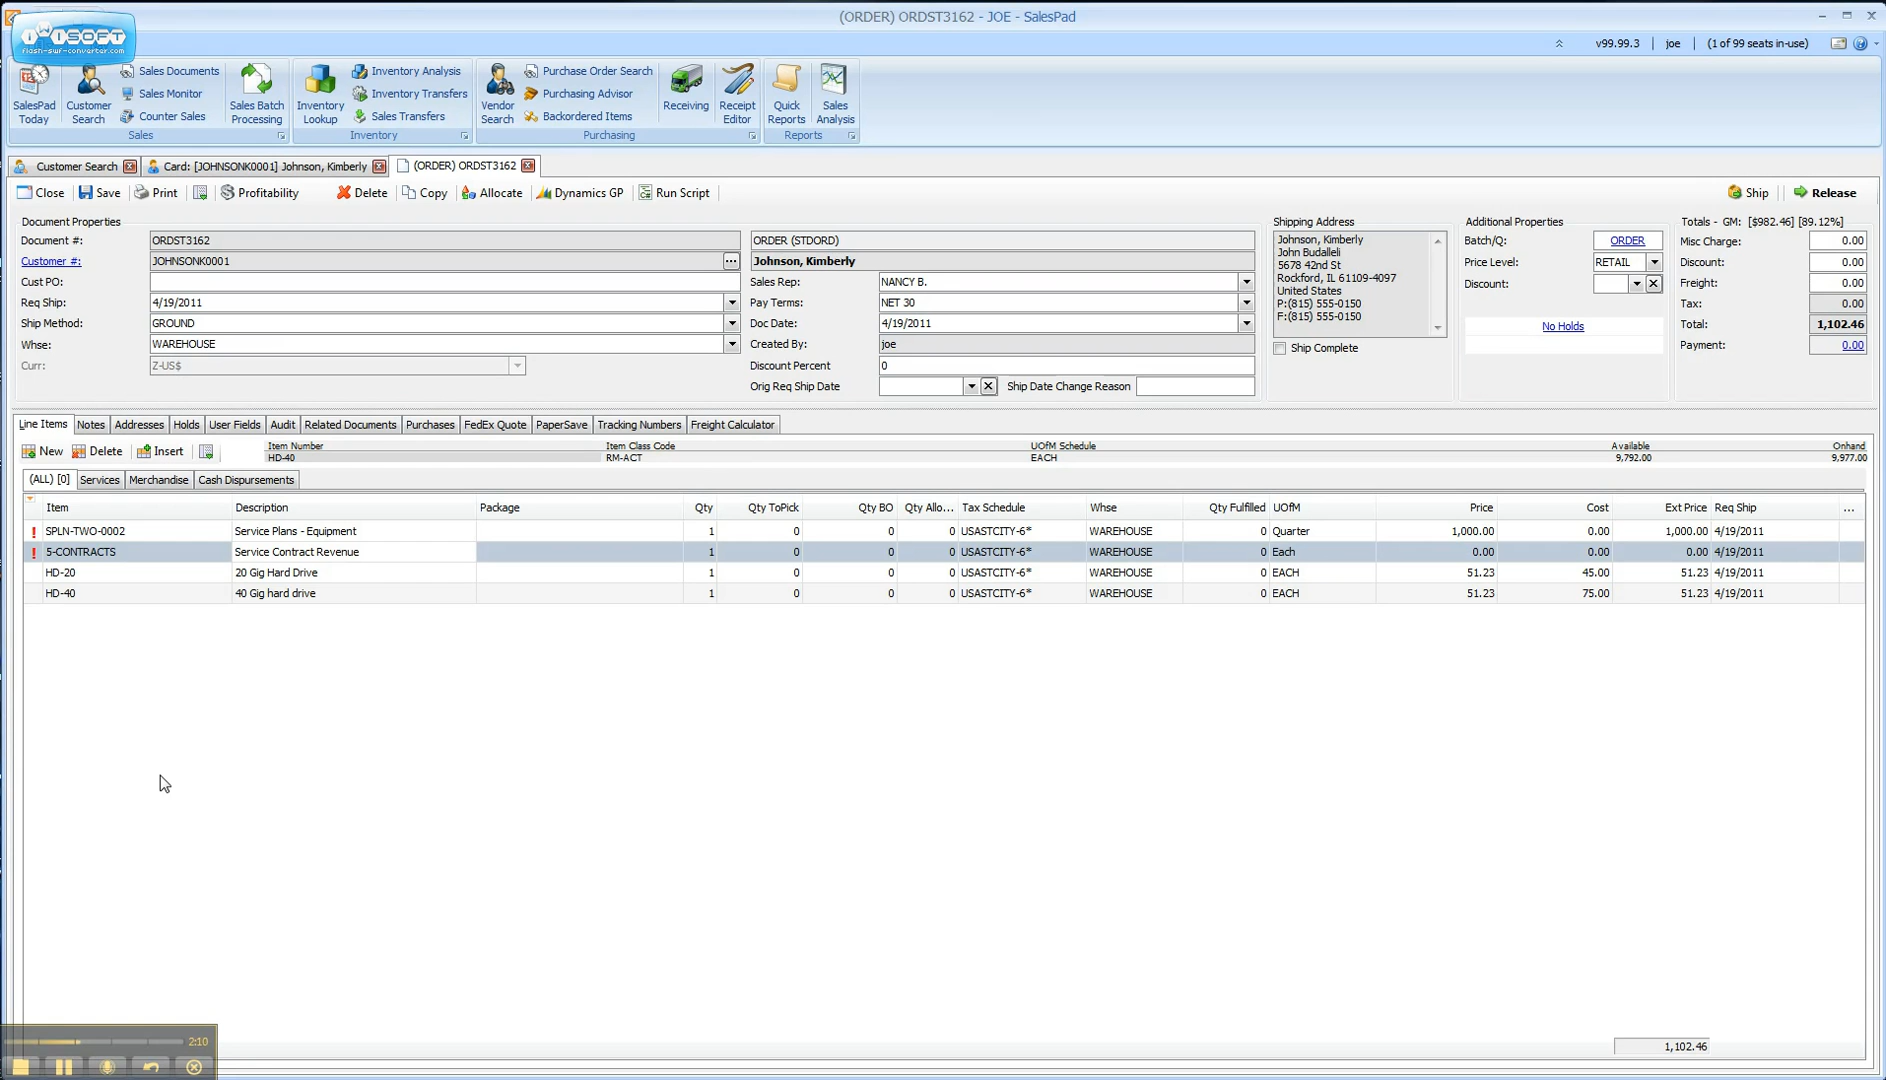 (ORDER) ORDST3162 - JOE - SalesPad
iWiSOFT
flash-swf-converter.com
v99.99.3 joe (1 of 99 seats in-use)
SalesPad Today
Customer Search
Sales Documents
Sales Monitor
Counter Sales
Sales Batch Processing
Sales
Inventory Lookup
Inventory Analysis
Inventory Transfers
Sales Transfers
Inventory
Vendor Search
Purchase Order Search
Purchasing Advisor
Backordered Items
Receiving
Receipt Editor
Purchasing
Quick Reports
Sales Analysis
Reports
Customer Search Card: [JOHNSONK0001] Johnson, Kimberly (ORDER) ORDST3162
Close Save Print Profitability Delete Copy Allocate Dynamics GP Run Script Ship Release
Document Properties
Document #: ORDST3162 ORDER (STDORD)
Customer #: JOHNSONK0001 ... Johnson, Kimberly
Cust PO: Sales Rep: NANCY B.
Req Ship: 4/19/2011 Pay Terms: NET 30
Ship Method: GROUND Doc Date: 4/19/2011
Whse: WAREHOUSE Created By: joe
Curr: Z-US$ Discount Percent 0
Orig Req Ship Date Ship Date Change Reason
Shipping Address
Johnson, Kimberly
John Budalleli
5678 42nd St
Rockford, IL 61109-4097
United States
P:(815) 555-0150
F:(815) 555-0150
Ship Complete
Additional Properties
Batch/Q: ORDER
Price Level: RETAIL
Discount:
No Holds
Totals - GM: [$982.46] [89.12%]
Misc Charge: 0.00
Discount: 0.00
Freight: 0.00
Tax: 0.00
Total: 1,102.46
Payment: 0.00
Line Items Notes Addresses Holds User Fields Audit Related Documents Purchases FedEx Quote PaperSave Tracking Numbers Freight Calculator
New Delete Insert
Item Number Item Class Code UOfM Schedule Available Onhand
HD-40 RM-ACT EACH 9,792.00 9,977.00
(ALL) [0] Services Merchandise Cash Dispursements
Item Description Package Qty Qty ToPick Qty BO Qty Allo... Tax Schedule Whse Qty Fulfilled UOfM Price Cost Ext Price Req Ship ...
! SPLN-TWO-0002 Service Plans - Equipment 1 0 0 0 USASTCITY-6* WAREHOUSE 0 Quarter 1,000.00 0.00 1,000.00 4/19/2011
! 5-CONTRACTS Service Contract Revenue 1 0 0 0 USASTCITY-6* WAREHOUSE 0 Each 0.00 0.00 0.00 4/19/2011
HD-20 20 Gig Hard Drive 1 0 0 0 USASTCITY-6* WAREHOUSE 0 EACH 51.23 45.00 51.23 4/19/2011
HD-40 40 Gig hard drive 1 0 0 0 USASTCITY-6* WAREHOUSE 0 EACH 51.23 75.00 51.23 4/19/2011
2:10
1,102.46